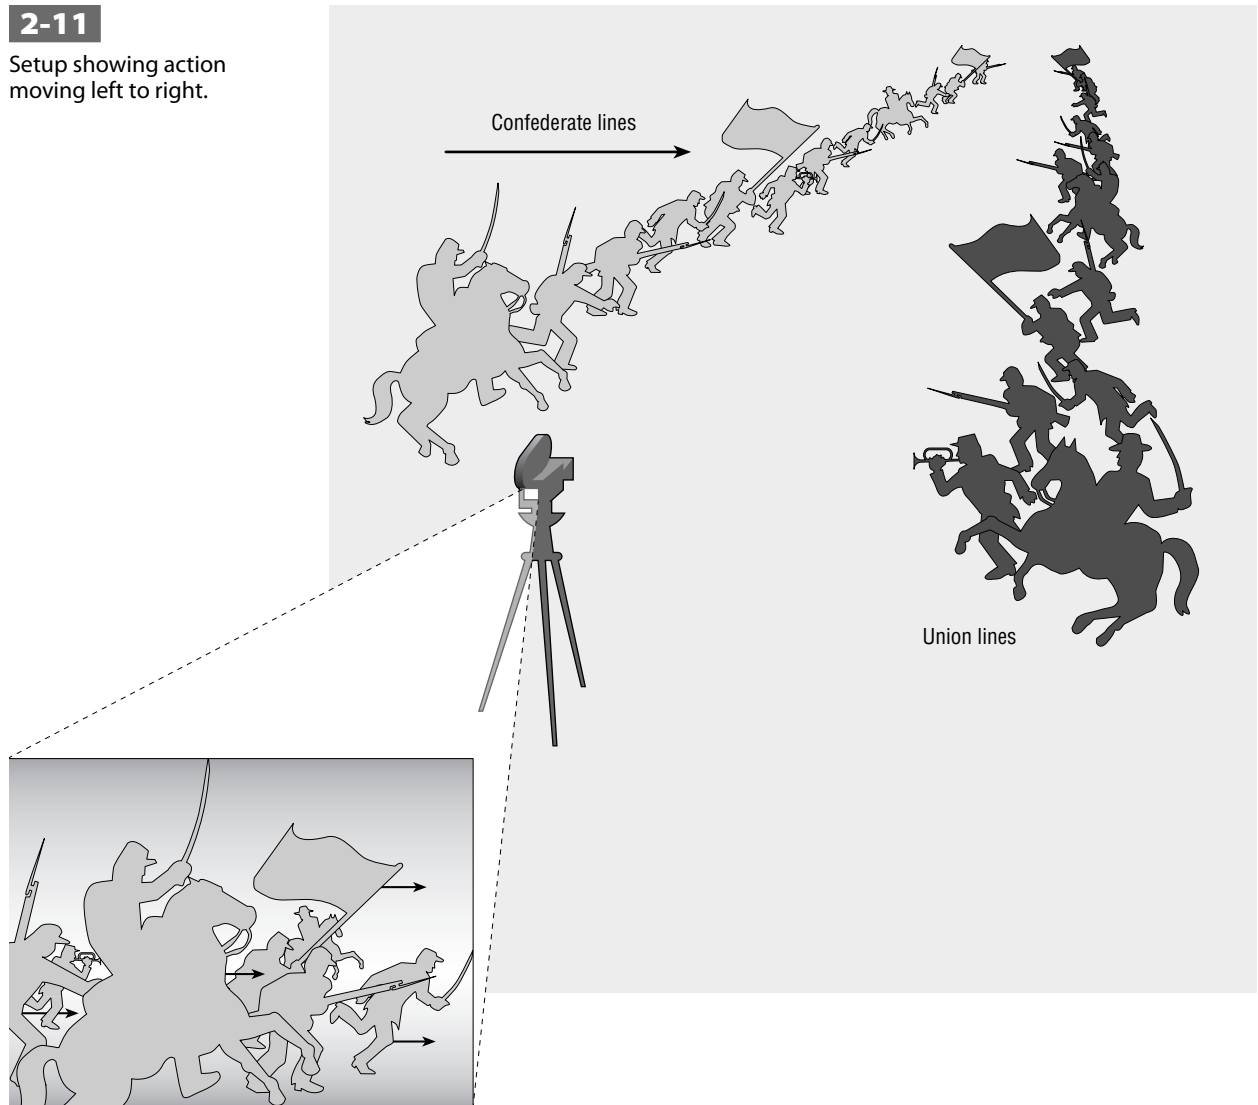 2-11
Setup showing action
moving left to right.
Confederate lines
Union lines